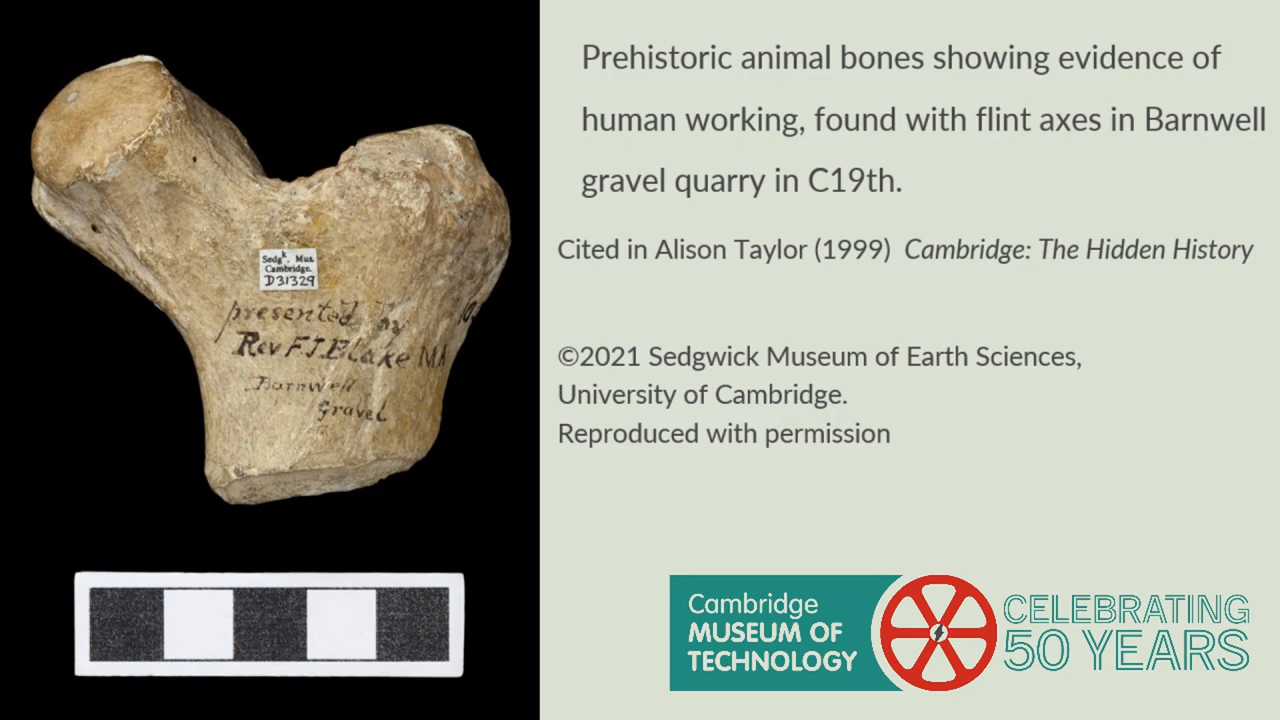 Sedgk. Mus.
Cambridge.
D31329
presented by
Rev F J Blake MA
Barnwell
Gravel
Prehistoric animal bones showing evidence of
human working, found with flint axes in Barnwell
gravel quarry in C19th.
Cited in Alison Taylor (1999) Cambridge: The Hidden History
©2021 Sedgwick Museum of Earth Sciences,
University of Cambridge.
Reproduced with permission
Cambridge
MUSEUM OF
TECHNOLOGY
CELEBRATING
50 YEARS